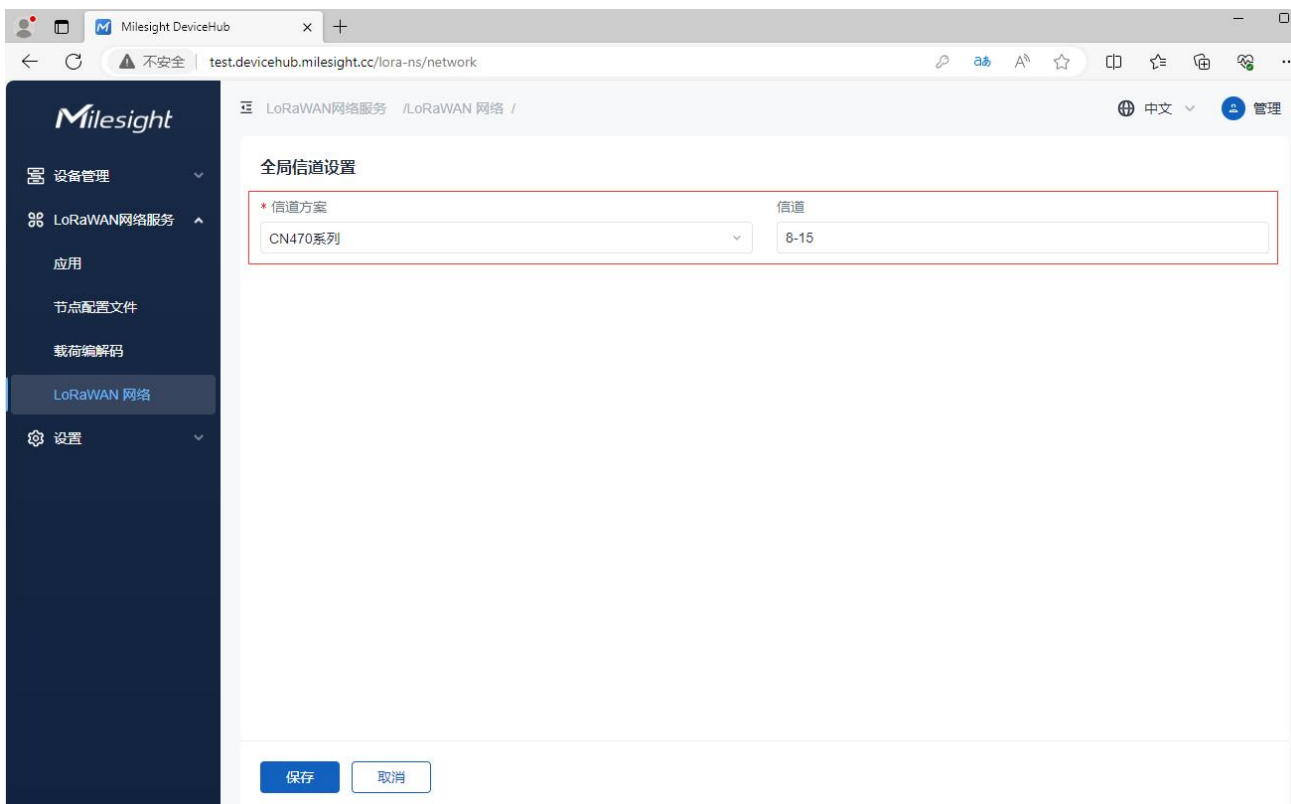 Milesight DeviceHub
不安全 test.devicehub.milesight.cc/lora-ns/network
Milesight
LoRaWAN网络服务 /LoRaWAN 网络 /
中文
管理
设备管理
LoRaWAN网络服务
应用
节点配置文件
载荷编解码
LoRaWAN 网络
设置
全局信道设置
* 信道方案 信道
CN470系列 8-15
保存 取消